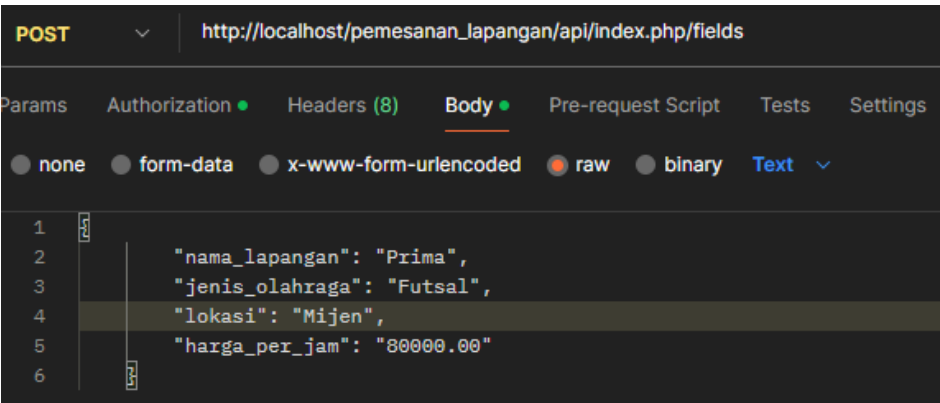 POST http://localhost/pemesanan_lapangan/api/index.php/fields
Params Authorization Headers (8) Body Pre-request Script Tests Settings
none form-data x-www-form-urlencoded raw binary Text
1 {
2 "nama_lapangan": "Prima",
3 "jenis_olahraga": "Futsal",
4 "lokasi": "Mijen",
5 "harga_per_jam": "80000.00"
6 }